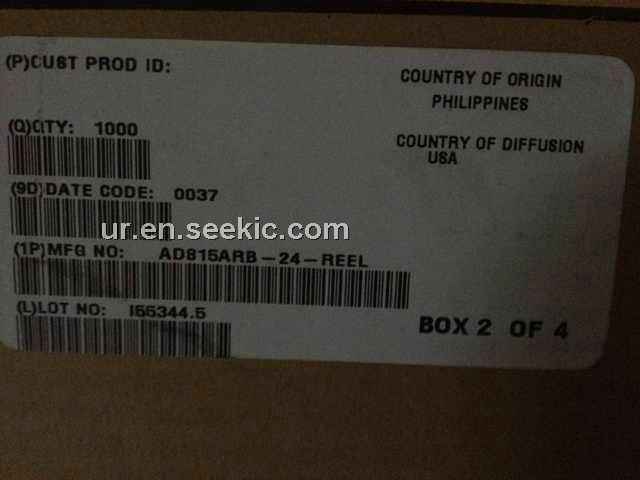 (P)CUST PROD ID:
COUNTRY OF ORIGIN
PHILIPPINES
(Q)QTY: 1000
COUNTRY OF DIFFUSION
USA
(9D)DATE CODE: 0037
ur.en.seekic.com
(1P)MFG NO: AD815ARB-24-REEL
(L)LOT NO: I55344.5
BOX 2 OF 4